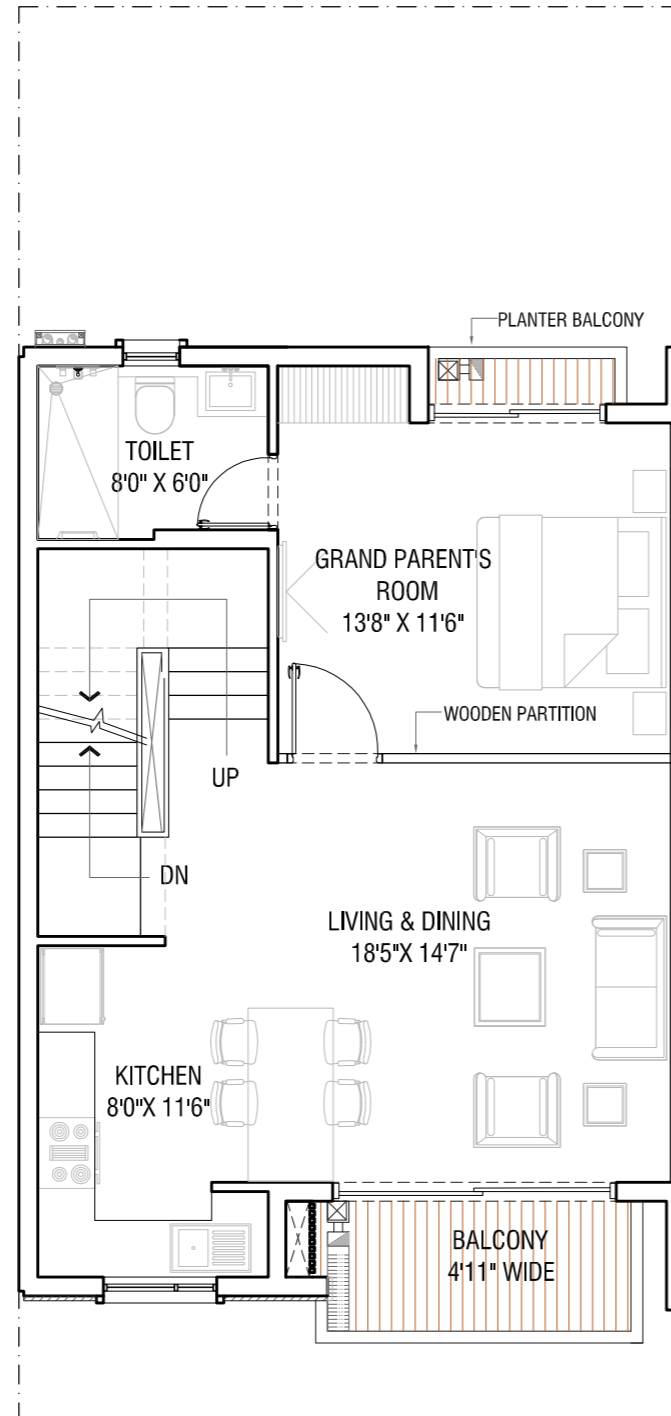 PLANTER BALCONY
TOILET
8'0" X 6'0"
GRAND PARENT'S
ROOM
13'8" X 11'6"
WOODEN PARTITION
UP
DN
LIVING & DINING
18'5"X 14'7"
KITCHEN
8'0"X 11'6"
BALCONY
4'11" WIDE